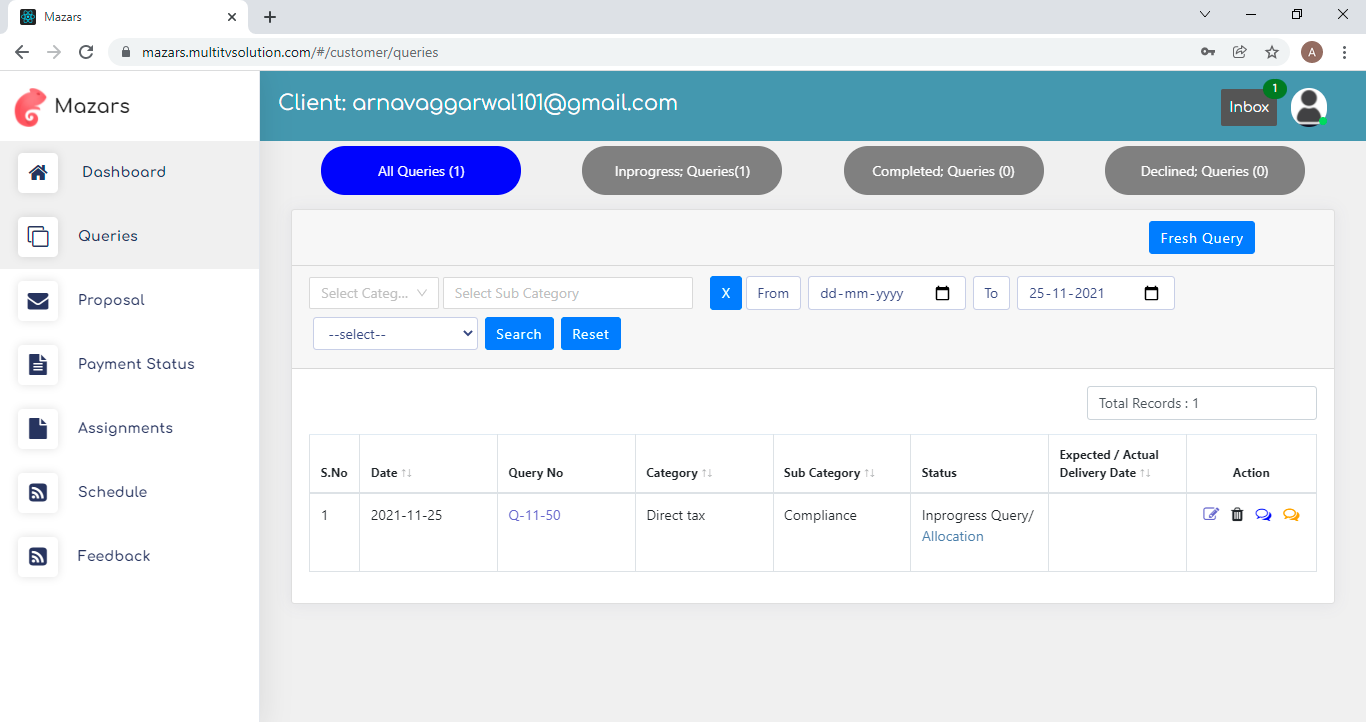 Mazars
mazars.multitvsolution.com/#/customer/queries
A
Mazars
Client: arnavaggarwal101@gmail.com
Inbox
1
Dashboard
Queries
Proposal
Payment Status
Assignments
Schedule
Feedback
All Queries (1)
Inprogress; Queries(1)
Completed; Queries (0)
Declined; Queries (0)
Fresh Query
Select Categ...
Select Sub Category
X
From
dd-mm-yyyy
To
25-11-2021
--select--
Search
Reset
Total Records : 1
S.No
Date
Query No
Category
Sub Category
Status
Expected / Actual
Delivery Date
Action
1
2021-11-25
Q-11-50
Direct tax
Compliance
Inprogress Query/
Allocation